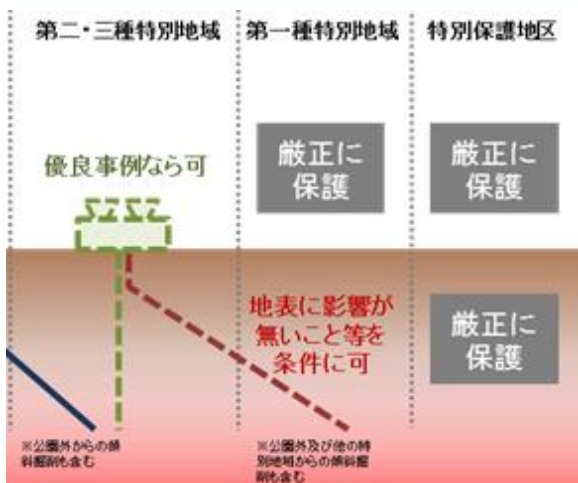 第二・三種特別地域
第一種特別地域
特別保護地区
優良事例なら可
厳正に
保護
厳正に
保護
地表に影響が
無いこと等を
条件に可
厳正に
保護
※公園外からの傾
斜掘削も含む
※公園外及び他の特
別地域からの傾斜掘
削も含む